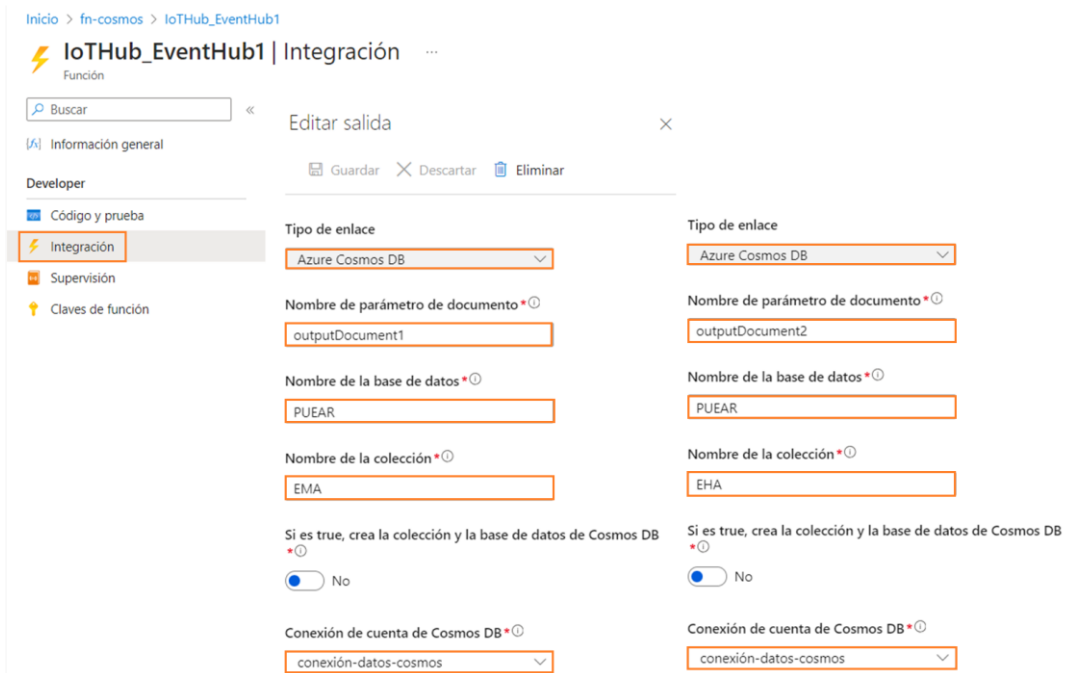 Inicio > fn-cosmos > IoTHub_EventHub1
IoTHub_EventHub1 | Integración ...
Función
Buscar «
Información general
Developer
Código y prueba
Integración
Supervisión
Claves de función
Editar salida
Guardar Descartar Eliminar
Tipo de enlace
Azure Cosmos DB
Nombre de parámetro de documento *
outputDocument1
Nombre de la base de datos *
PUEAR
Nombre de la colección *
EMA
Si es true, crea la colección y la base de datos de Cosmos DB
*
No
Conexión de cuenta de Cosmos DB *
conexión-datos-cosmos
Tipo de enlace
Azure Cosmos DB
Nombre de parámetro de documento *
outputDocument2
Nombre de la base de datos *
PUEAR
Nombre de la colección *
EHA
Si es true, crea la colección y la base de datos de Cosmos DB
*
No
Conexión de cuenta de Cosmos DB *
conexión-datos-cosmos